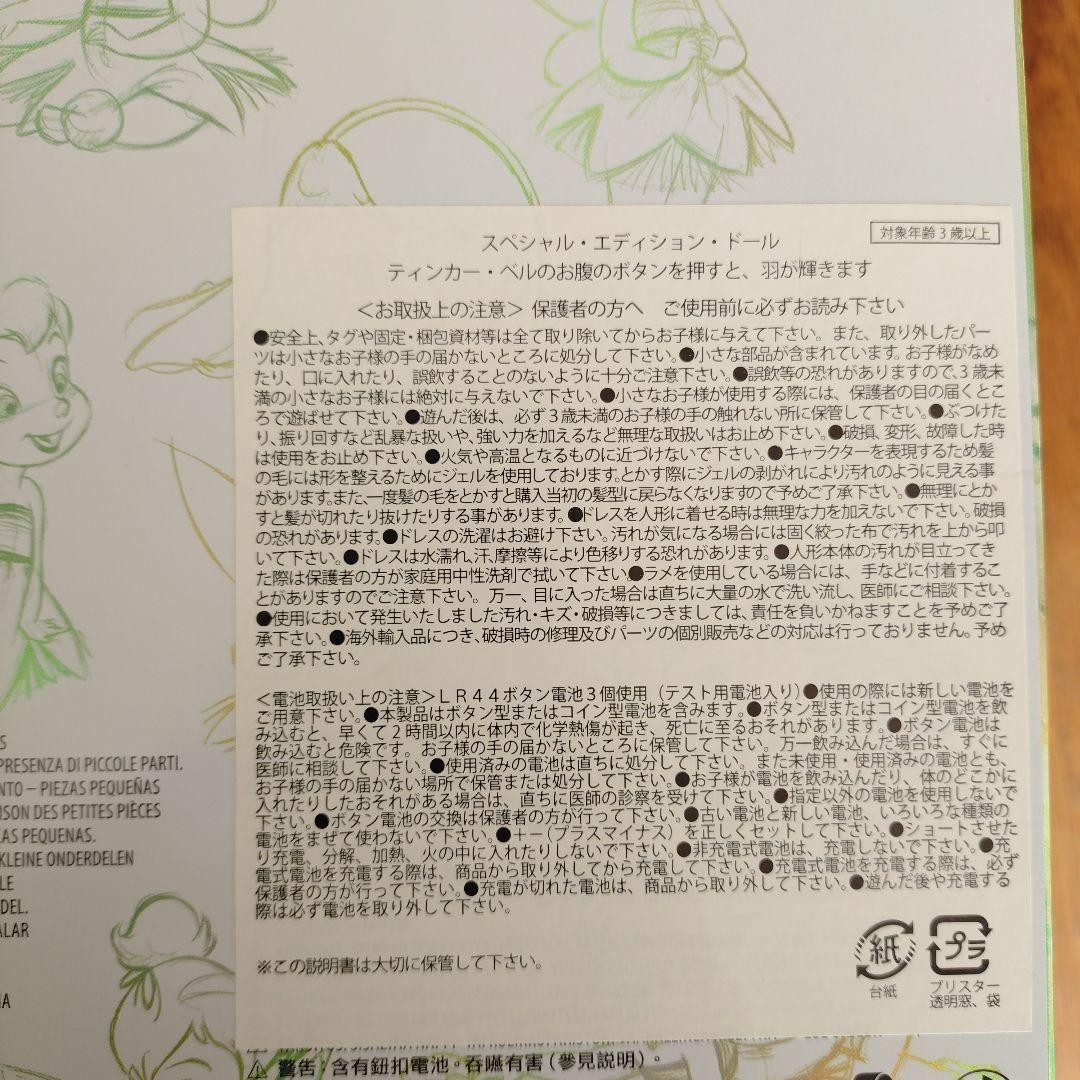 対象年齢3歳以上
スペシャル・エディション・ドール
ティンカー・ベルのお腹のボタンを押すと、羽が輝きます
＜お取扱上の注意＞ 保護者の方へ　ご使用前に必ずお読み下さい
●安全上、タグや固定・梱包資材等は全て取り除いてからお子様に与えて下さい。また、取り外したパー
ツは小さなお子様の手の届かないところに処分して下さい。●小さな部品が含まれています。お子様がなめ
たり、口に入れたり、誤飲することのないように十分ご注意下さい。●誤飲等の恐れがありますので、3歳未
満の小さなお子様には絶対に与えないで下さい。●小さなお子様が使用する際には、保護者の目の届くとこ
ろで遊ばせて下さい。●遊んだ後は、必ず3歳未満のお子様の手の触れない所に保管して下さい。●ぶつけた
り、振り回すなど乱暴な扱いや、強い力を加えるなど無理な取扱いはお止め下さい。●破損、変形、故障した時
は使用をお止め下さい。●火気や高温となるものに近づけないで下さい。●キャラクターを表現するため髪
の毛には形を整えるためにジェルを使用しております。とかす際にジェルの剥がれにより汚れのように見える事
があります。また、一度髪の毛をとかすと購入当初の髪型に戻らなくなりますので予めご了承下さい。●無理にとか
すと髪が切れたり抜けたりする事があります。●ドレスを人形に着せる時は無理な力を加えないで下さい。破損
の恐れがあります。●ドレスの洗濯はお避け下さい。汚れが気になる場合には固く絞った布で汚れを上から叩
いて下さい。●ドレスは水濡れ、汗、摩擦等により色移りする恐れがあります。●人形本体の汚れが目立ってき
た際は保護者の方が家庭用中性洗剤で拭いて下さい。●ラメを使用している場合には、手などに付着するこ
とがありますのでご注意下さい。万一、目に入った場合は直ちに大量の水で洗い流し、医師にご相談下さい。
●使用において発生いたしました汚れ・キズ・破損等につきましては、責任を負いかねますことを予めご了
承下さい。●海外輸入品につき、破損時の修理及びパーツの個別販売などの対応は行っておりません。予め
ご了承下さい。
＜電池取扱い上の注意＞LR44ボタン電池3個使用（テスト用電池入り）●使用の際には新しい電池を
ご用意下さい。●本製品はボタン型またはコイン型電池を含みます。●ボタン型またはコイン型電池を飲
み込むと、早くて2時間以内に体内で化学熱傷が起き、死亡に至るおそれがあります。●ボタン電池は
飲み込むと危険です。お子様の手の届かないところに保管して下さい。万一飲み込んだ場合は、すぐに
医師に相談して下さい。●使用済みの電池は直ちに処分して下さい。また未使用・使用済みの電池とも、
お子様の手の届かない場所で保管または処分して下さい。●お子様が電池を飲み込んだり、体のどこかに
入れたりしたおそれがある場合は、直ちに医師の診察を受けて下さい。●指定以外の電池を使用しないで
下さい。●ボタン電池の交換は保護者の方が行って下さい。●古い電池と新しい電池、いろいろな種類の
電池をまぜて使わないで下さい。●＋－（プラスマイナス）を正しくセットして下さい。●ショートさせた
り充電、分解、加熱、火の中に入れたりしないで下さい。●非充電式電池は、充電しないで下さい。●充
電式電池を充電する際は、商品から取り外してから充電して下さい。●充電式電池を充電する際は、必ず
保護者の方が行って下さい。●充電が切れた電池は、商品から取り外して下さい。●遊んだ後や充電する
際は必ず電池を取り外して下さい。
※この説明書は大切に保管して下さい。
紙
台紙
プラ
ブリスター
透明窓、袋
S
PRESENZA DI PICCOLE PARTI.
NTO – PIEZAS PEQUEÑAS
ISON DES PETITES PIÈCES
AS PEQUENAS.
KLEINE ONDERDELEN
LE
DEL.
ALAR
IA
警告：含有鈕扣電池。吞嚥有害（參見説明）。